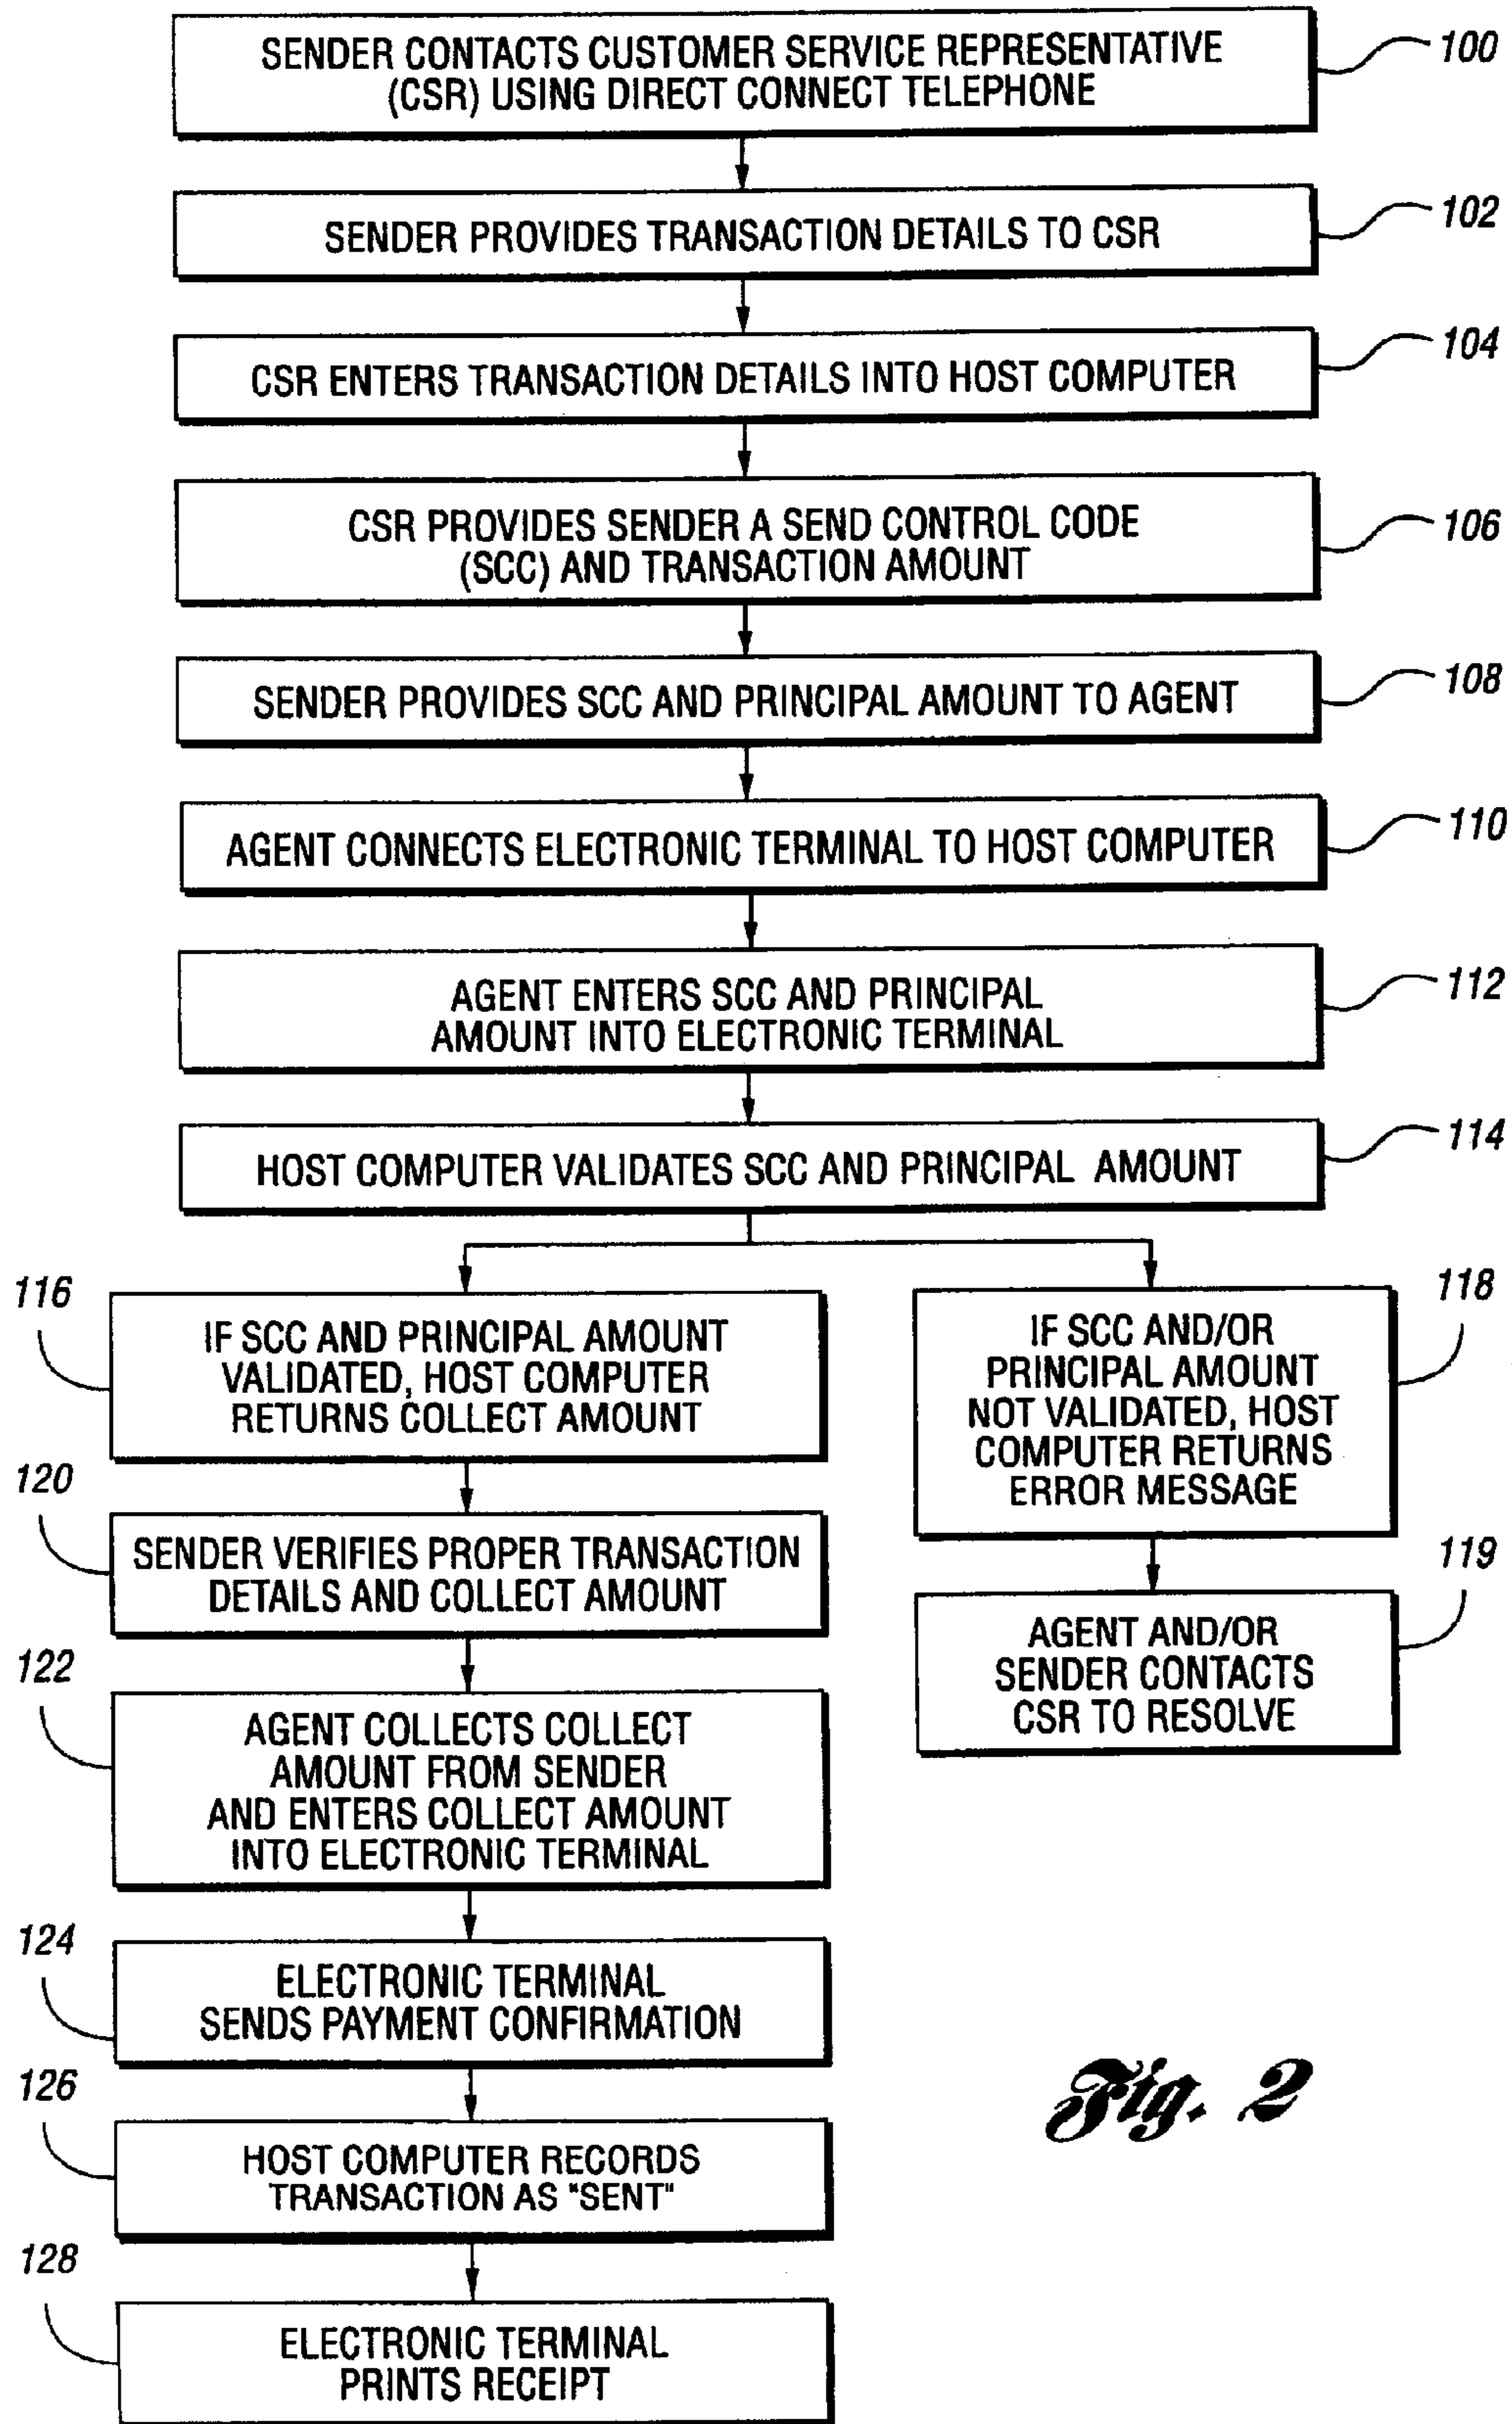 SENDER CONTACTS CUSTOMER SERVICE REPRESENTATIVE
(CSR) USING DIRECT CONNECT TELEPHONE
100
SENDER PROVIDES TRANSACTION DETAILS TO CSR
102
CSR ENTERS TRANSACTION DETAILS INTO HOST COMPUTER
104
CSR PROVIDES SENDER A SEND CONTROL CODE
(SCC) AND TRANSACTION AMOUNT
106
SENDER PROVIDES SCC AND PRINCIPAL AMOUNT TO AGENT
108
AGENT CONNECTS ELECTRONIC TERMINAL TO HOST COMPUTER
110
AGENT ENTERS SCC AND PRINCIPAL
AMOUNT INTO ELECTRONIC TERMINAL
112
HOST COMPUTER VALIDATES SCC AND PRINCIPAL AMOUNT
114
116
IF SCC AND PRINCIPAL AMOUNT
VALIDATED, HOST COMPUTER
RETURNS COLLECT AMOUNT
118
IF SCC AND/OR
PRINCIPAL AMOUNT
NOT VALIDATED, HOST
COMPUTER RETURNS
ERROR MESSAGE
120
SENDER VERIFIES PROPER TRANSACTION
DETAILS AND COLLECT AMOUNT
119
AGENT AND/OR
SENDER CONTACTS
CSR TO RESOLVE
122
AGENT COLLECTS COLLECT
AMOUNT FROM SENDER
AND ENTERS COLLECT AMOUNT
INTO ELECTRONIC TERMINAL
124
ELECTRONIC TERMINAL
SENDS PAYMENT CONFIRMATION
126
HOST COMPUTER RECORDS
TRANSACTION AS "SENT"
128
ELECTRONIC TERMINAL
PRINTS RECEIPT
Fig. 2